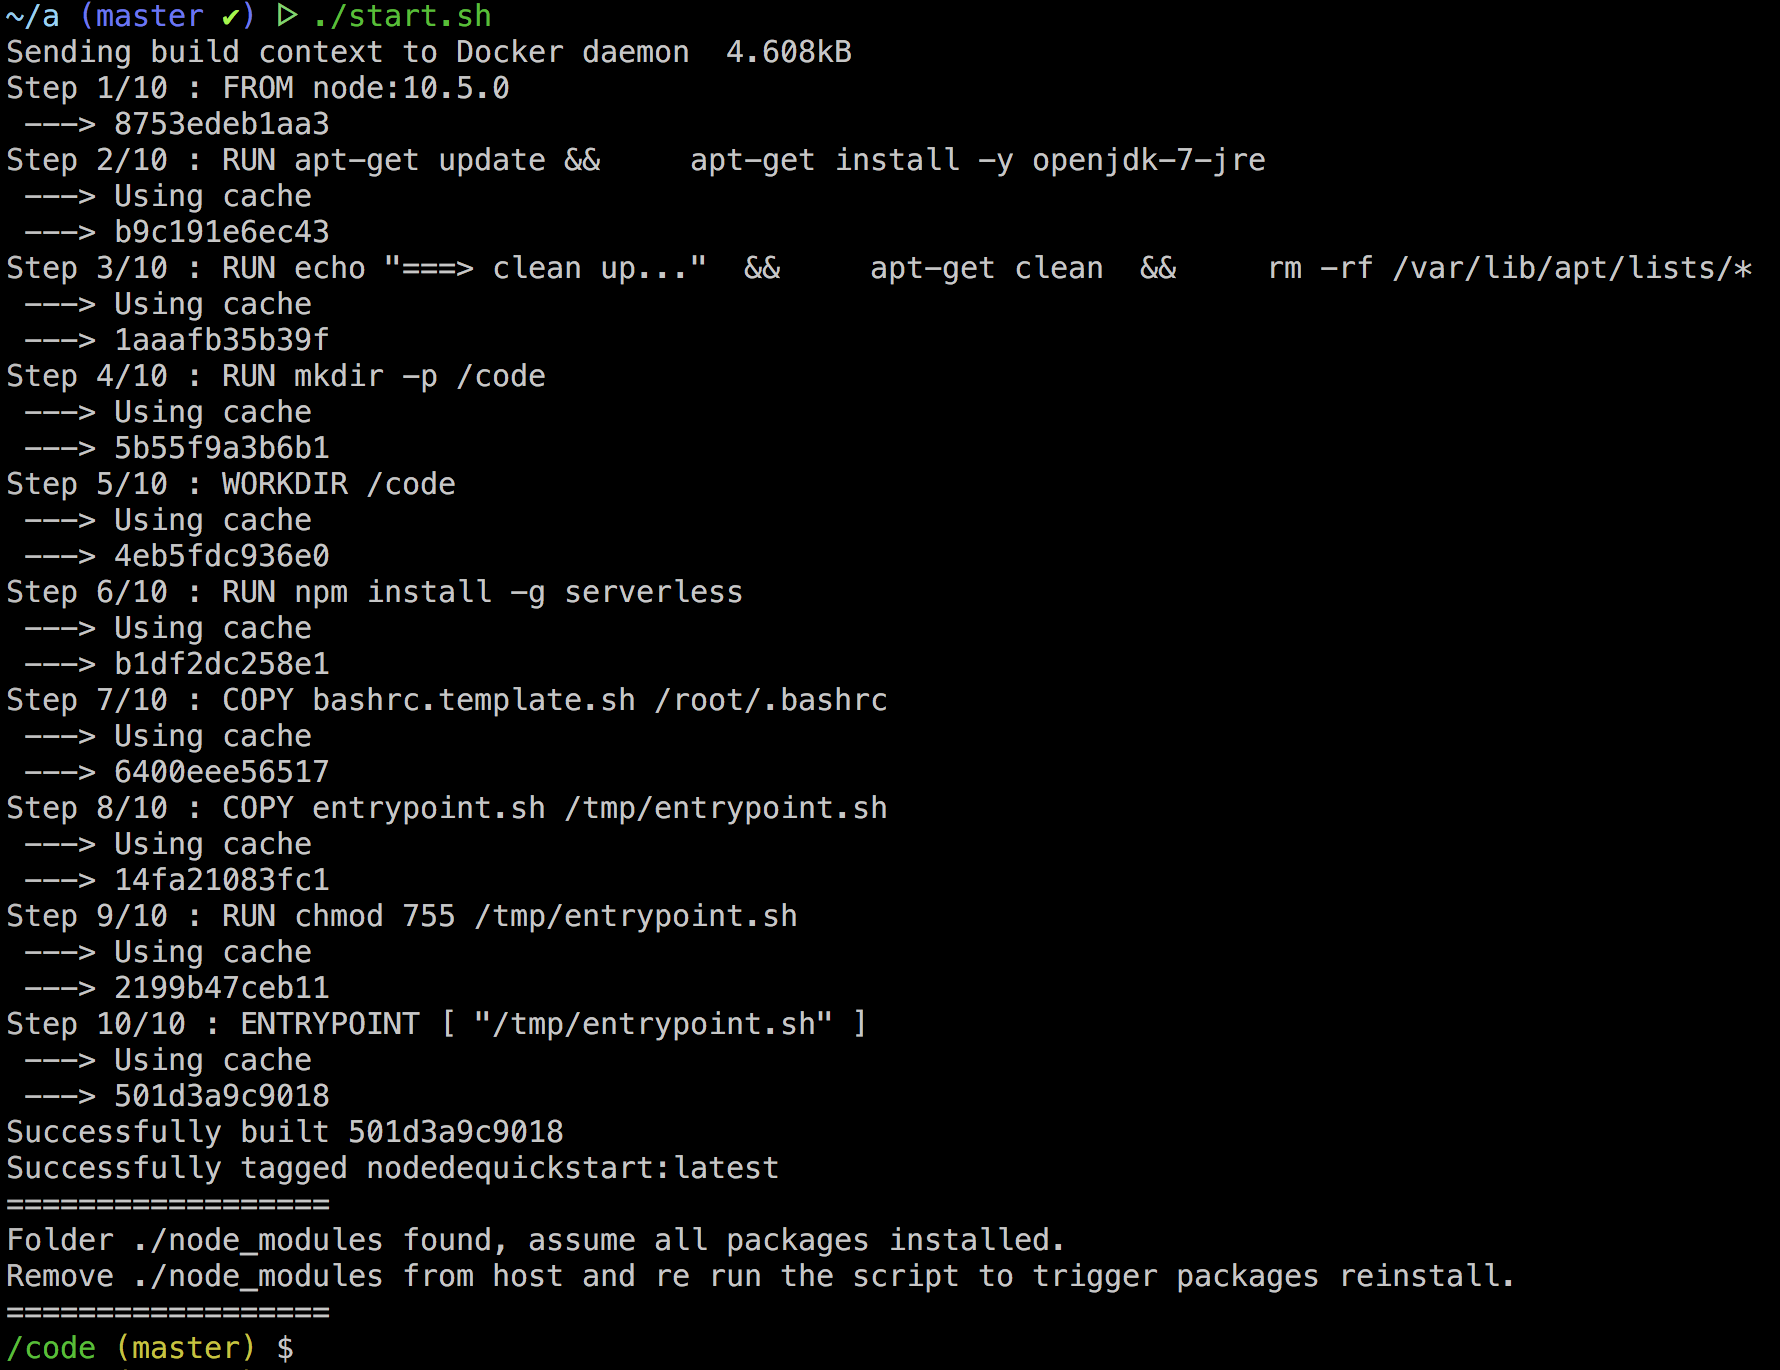 ~/a (master ✔) ▷ ./start.sh
Sending build context to Docker daemon  4.608kB
Step 1/10 : FROM node:10.5.0
 ---> 8753edeb1aa3
Step 2/10 : RUN apt-get update &&     apt-get install -y openjdk-7-jre
 ---> Using cache
 ---> b9c191e6ec43
Step 3/10 : RUN echo "===> clean up..."  &&     apt-get clean  &&     rm -rf /var/lib/apt/lists/*
 ---> Using cache
 ---> 1aaafb35b39f
Step 4/10 : RUN mkdir -p /code
 ---> Using cache
 ---> 5b55f9a3b6b1
Step 5/10 : WORKDIR /code
 ---> Using cache
 ---> 4eb5fdc936e0
Step 6/10 : RUN npm install -g serverless
 ---> Using cache
 ---> b1df2dc258e1
Step 7/10 : COPY bashrc.template.sh /root/.bashrc
 ---> Using cache
 ---> 6400eee56517
Step 8/10 : COPY entrypoint.sh /tmp/entrypoint.sh
 ---> Using cache
 ---> 14fa21083fc1
Step 9/10 : RUN chmod 755 /tmp/entrypoint.sh
 ---> Using cache
 ---> 2199b47ceb11
Step 10/10 : ENTRYPOINT [ "/tmp/entrypoint.sh" ]
 ---> Using cache
 ---> 501d3a9c9018
Successfully built 501d3a9c9018
Successfully tagged nodedequickstart:latest
==================
Folder ./node_modules found, assume all packages installed.
Remove ./node_modules from host and re run the script to trigger packages reinstall.
==================
/code (master) $